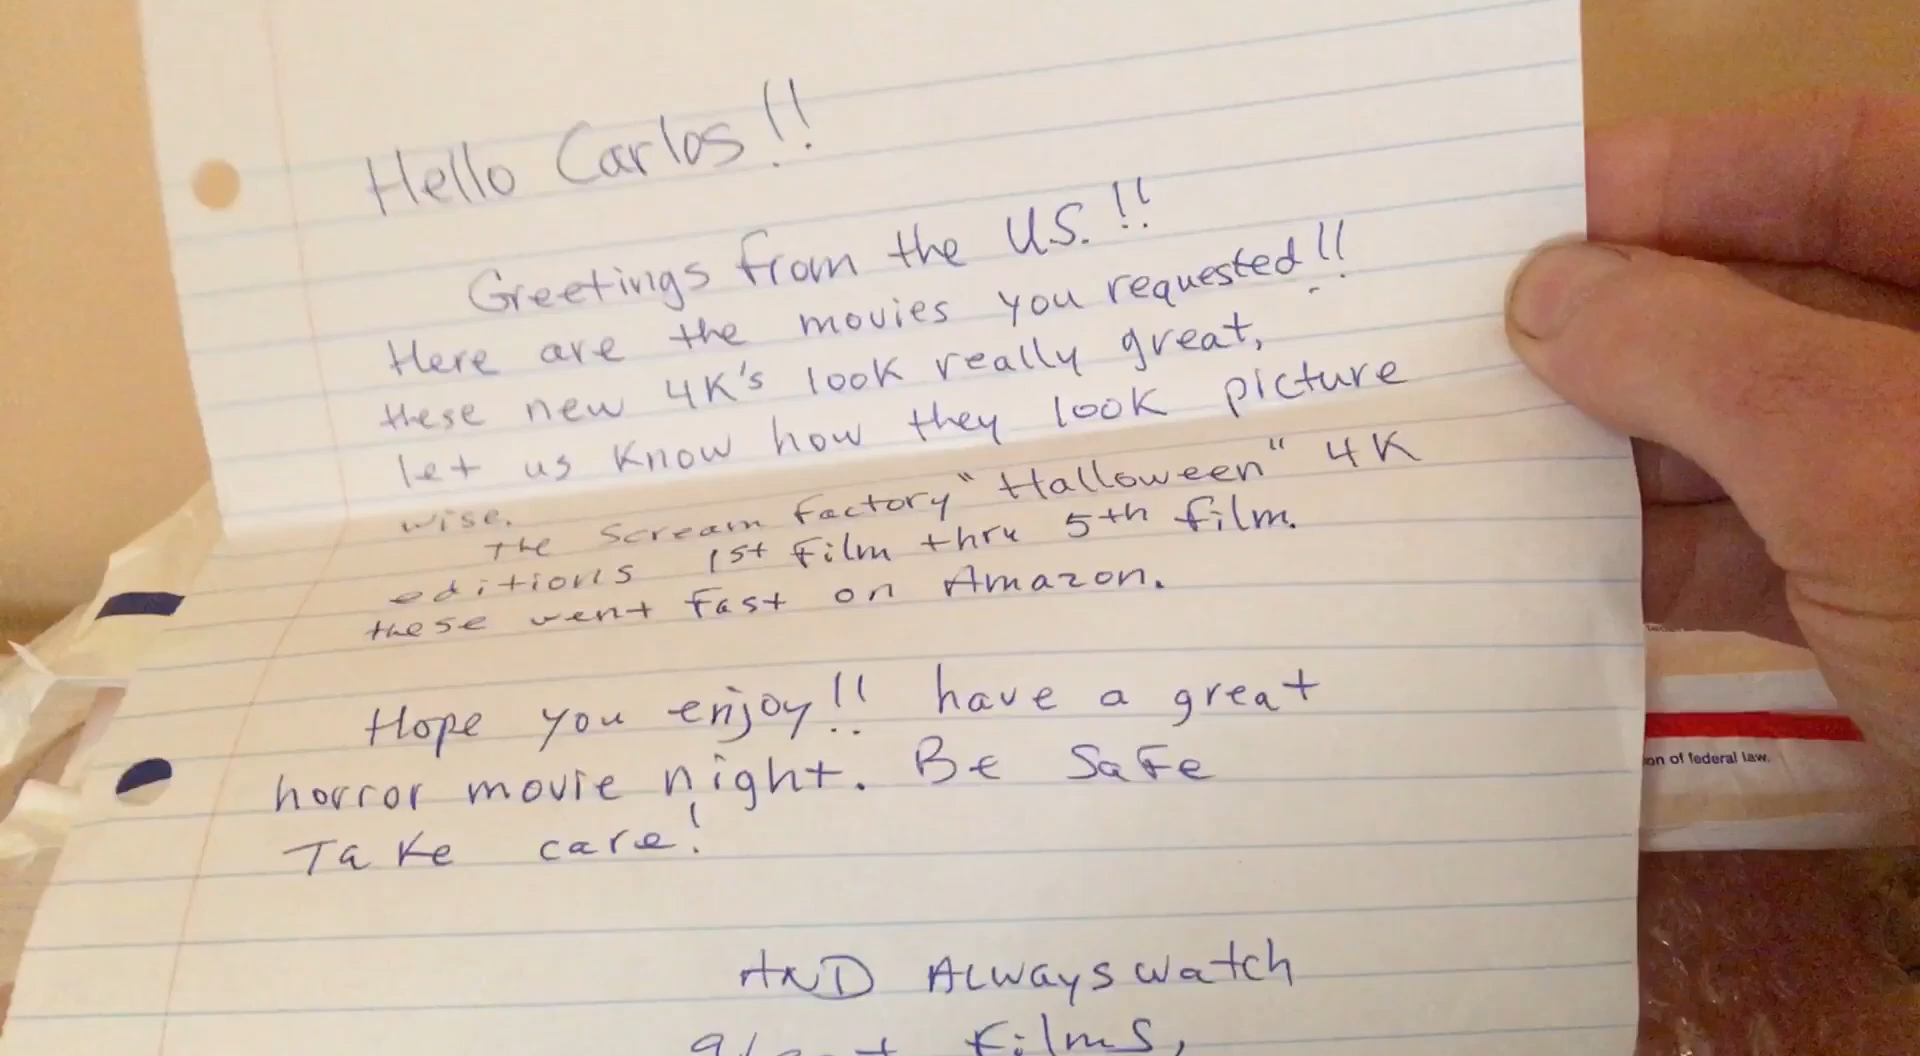 Hello Carlos!!
Greetings from the U.S.!!
Here are the movies you requested!!
these new 4K's look really great,
let us know how they look picture
wise.
The Scream factory "Halloween" 4K
editions 1st film thru 5th film.
these went fast on Amazon.
Hope you enjoy!! have a great
horror movie night. Be Safe
Take care!
AND Always watch
films,
on of federal law.